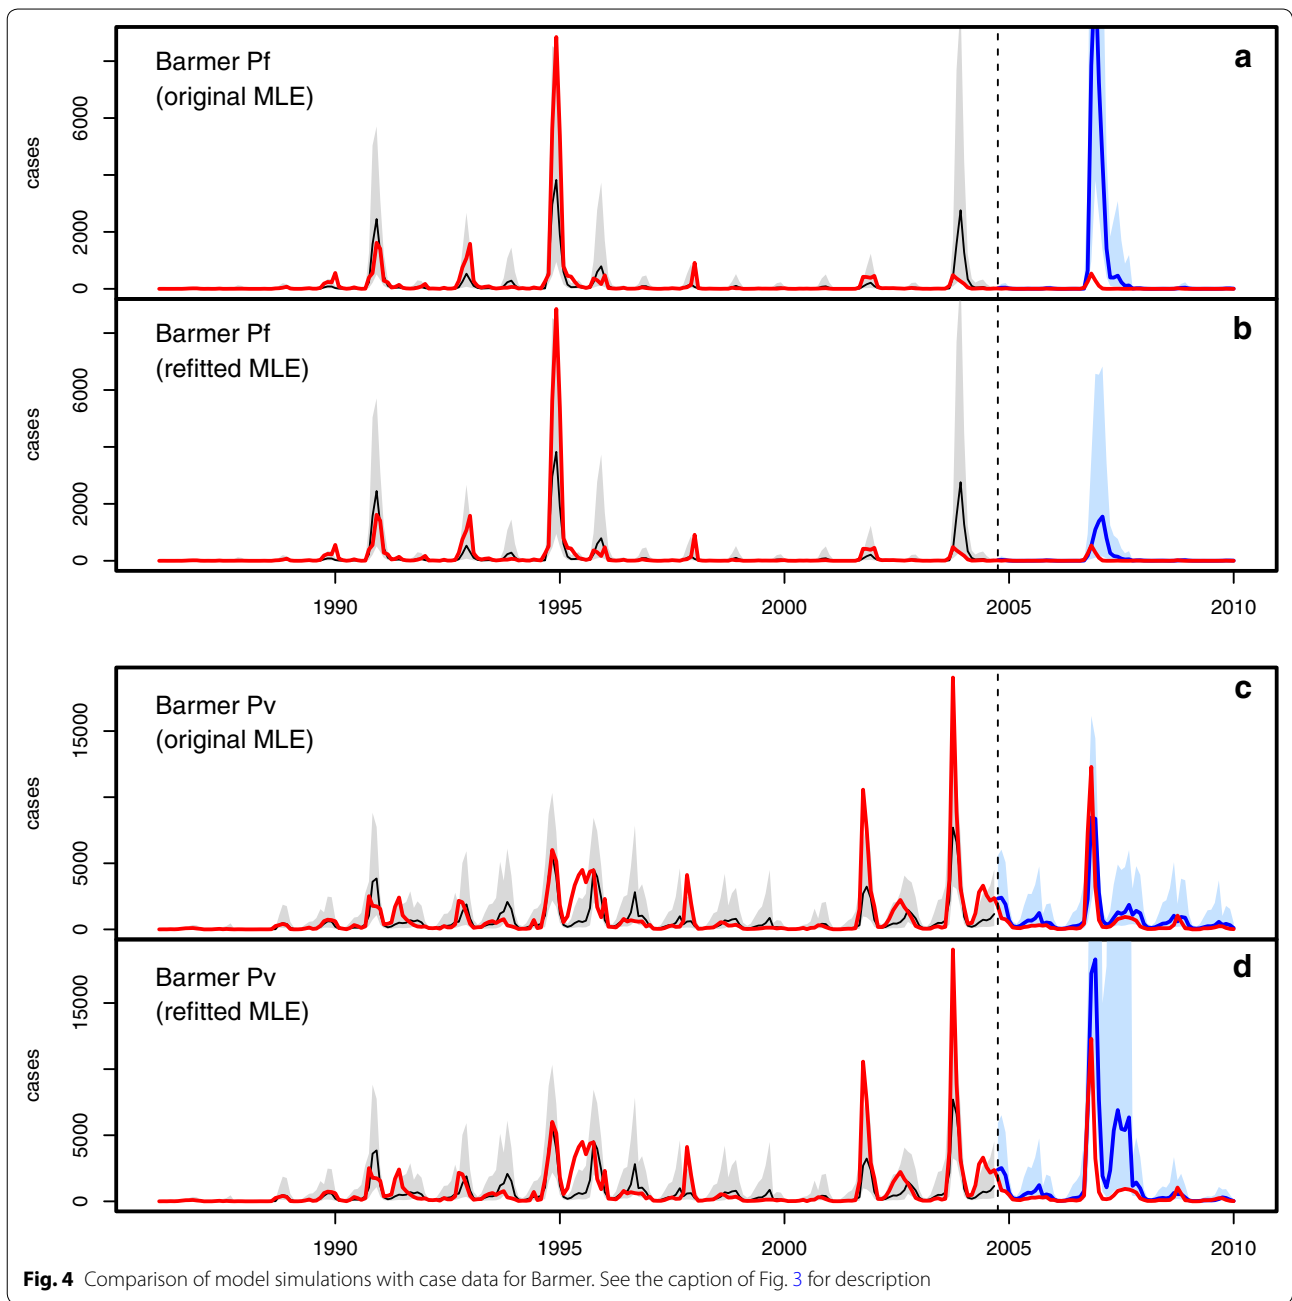 Barmer Pf
(original MLE)
a
cases
6000
2000
0
Barmer Pf
(refitted MLE)
b
cases
6000
2000
0
1990 1995 2000 2005 2010
Barmer Pv
(original MLE)
c
cases
15000
5000
0
Barmer Pv
(refitted MLE)
d
cases
15000
5000
0
1990 1995 2000 2005 2010
Fig. 4 Comparison of model simulations with case data for Barmer. See the caption of Fig. 3 for description